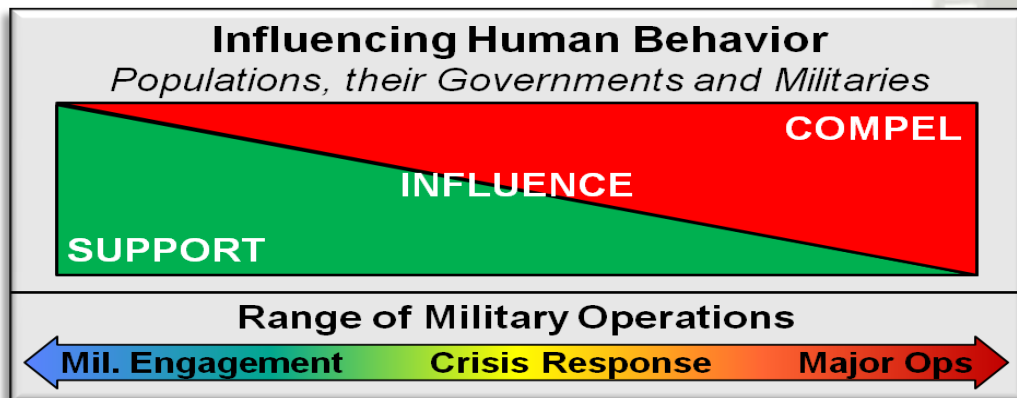 Influencing Human Behavior
Populations, their Governments and Militaries
COMPEL
INFLUENCE
SUPPORT
Range of Military Operations
Mil. Engagement Crisis Response Major Ops